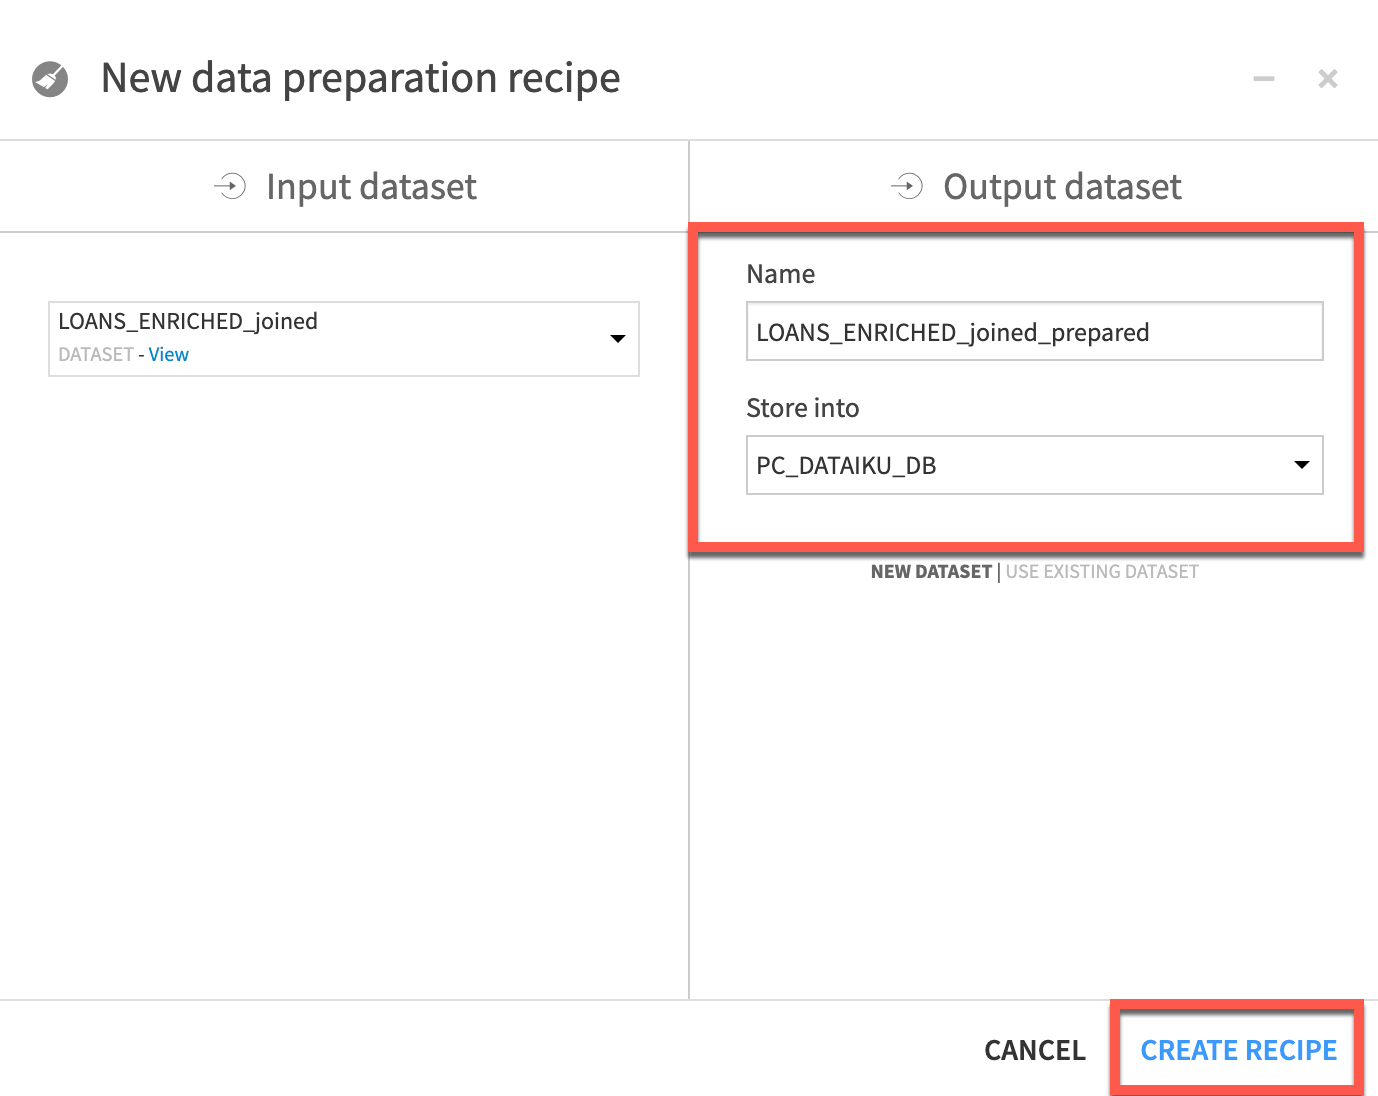 New data preparation recipe
Input dataset
Output dataset
LOANS_ENRICHED_joined
DATASET - View
Name
LOANS_ENRICHED_joined_prepared
Store into
PC_DATAIKU_DB
NEW DATASET | USE EXISTING DATASET
CANCEL
CREATE RECIPE